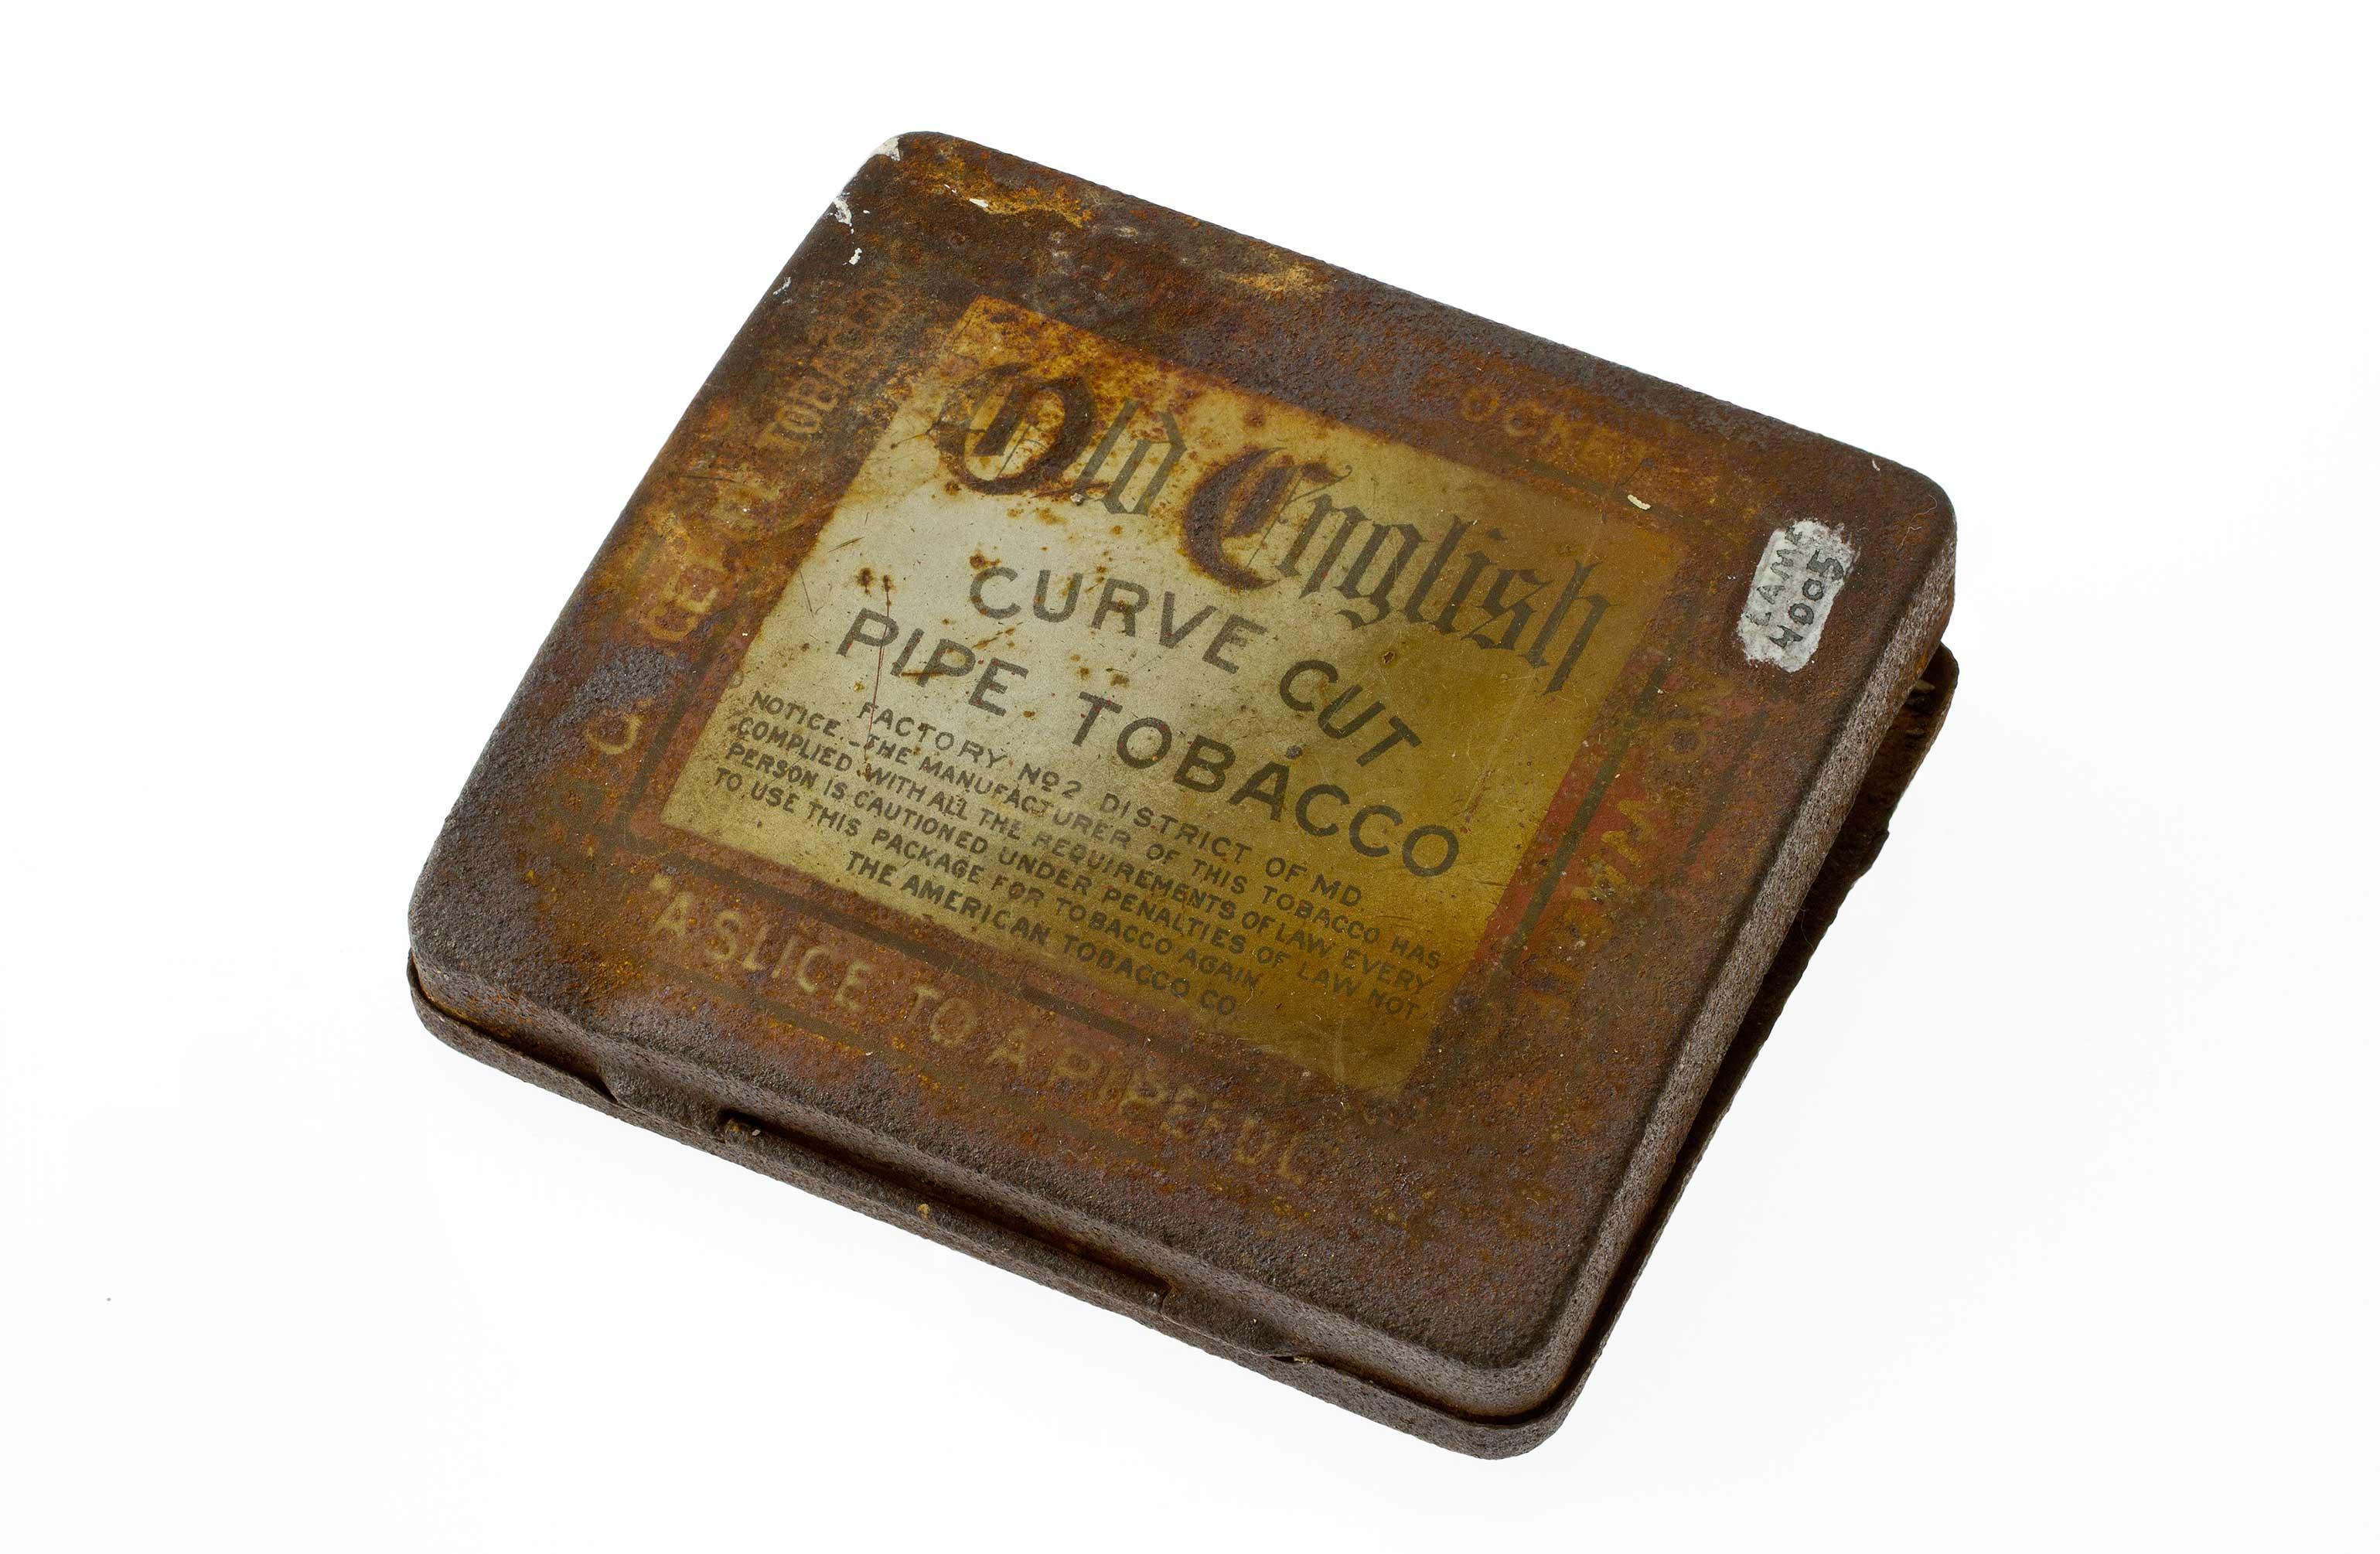 Old English
CURVE CUT
PIPE TOBACCO
FACTORY No2 DISTRICT OF MD.
NOTICE.-THE MANUFACTURER OF THIS TOBACCO HAS
COMPLIED WITH ALL THE REQUIREMENTS OF LAW EVERY
PERSON IS CAUTIONED UNDER PENALTIES OF LAW NOT
TO USE THIS PACKAGE FOR TOBACCO AGAIN.
THE AMERICAN TOBACCO CO.
"A SLICE TO A PIPEFUL"
TOBACCO
POCKET
4005